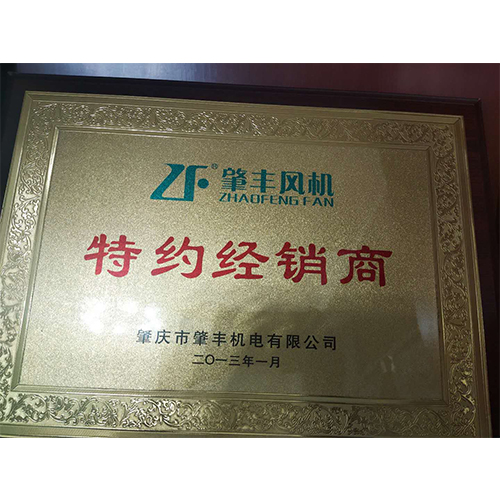 ZF® 肇丰风机
ZHAOFENG FAN
特约经销商
肇庆市肇丰机电有限公司
二〇一三年一月